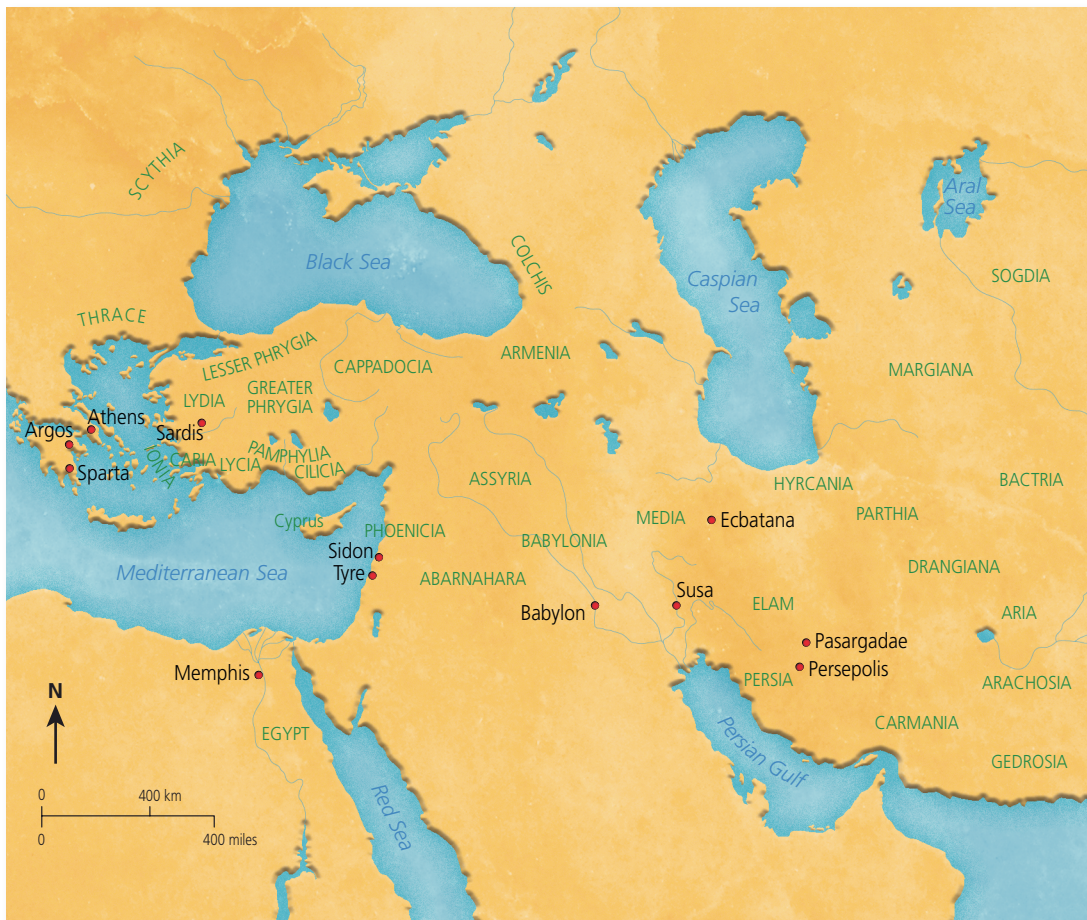 SCYTHIA
Aral
Sea
Black Sea
COLCHIS
Caspian
Sea
SOGDIA
THRACE
LESSER PHRYGIA
CAPPADOCIA
ARMENIA
MARGIANA
LYDIA
GREATER
PHRYGIA
Athens
Argos
Sardis
Sparta
IONIA
CARIA
LYCIA
PAMPHYLIA
CILICIA
ASSYRIA
HYRCANIA
BACTRIA
Cyprus
PHOENICIA
MEDIA
Ecbatana
PARTHIA
BABYLONIA
Sidon
Mediterranean Sea
Tyre
ABARNAHARA
DRANGIANA
Babylon
Susa
ELAM
ARIA
Pasargadae
Memphis
PERSIA
Persepolis
ARACHOSIA
N
EGYPT
CARMANIA
Persian Gulf
GEDROSIA
Red Sea
0 400 km
0 400 miles